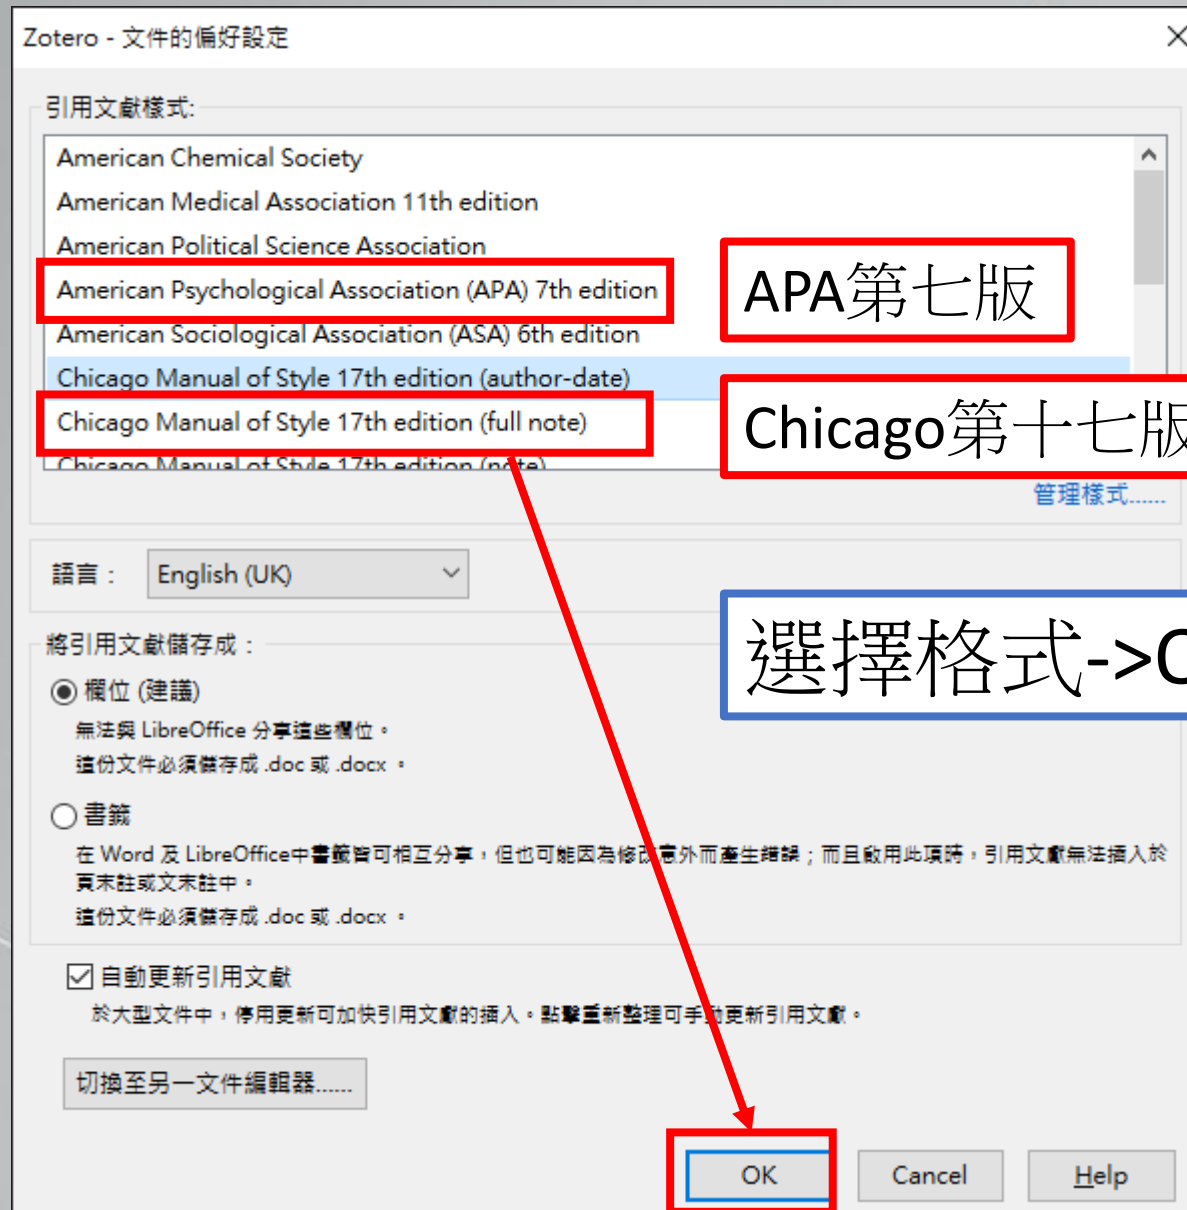 Zotero - 文件的偏好設定
引用文獻樣式:
American Chemical Society
American Medical Association 11th edition
American Political Science Association
American Psychological Association (APA) 7th edition
APA第七版
American Sociological Association (ASA) 6th edition
Chicago Manual of Style 17th edition (author-date)
Chicago Manual of Style 17th edition (full note)
Chicago第十七版
Chicago Manual of Style 17th edition (note)
管理樣式......
語言：
English (UK)
選擇格式->O
將引用文獻儲存成：
欄位 (建議)
無法與 LibreOffice 分享這些欄位。
這份文件必須儲存成 .doc 或 .docx 。
書籤
在 Word 及 LibreOffice中書籤皆可相互分享，但也可能因為修改意外而產生錯誤；而且啟用此項時，引用文獻無法插入於
頁末註或文末註中。
這份文件必須儲存成 .doc 或 .docx 。
自動更新引用文獻
於大型文件中，停用更新可加快引用文獻的插入。點擊重新整理可手動更新引用文獻。
切換至另一文件編輯器......
OK
Cancel
Help